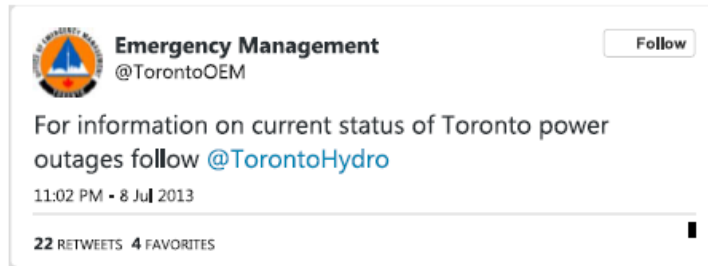 Emergency Management
@TorontoOEM
Follow
For information on current status of Toronto power
outages follow @TorontoHydro
11:02 PM - 8 Jul 2013
22 RETWEETS 4 FAVORITES